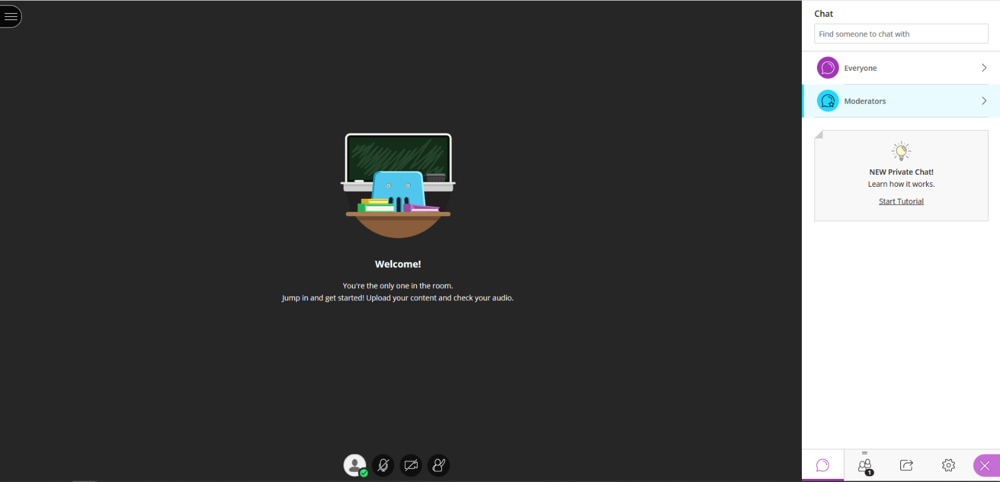 Chat
Find someone to chat with
Everyone
Moderators
NEW Private Chat!
Learn how it works.
Start Tutorial
Welcome!
You're the only one in the room.
Jump in and get started! Upload your content and check your audio.
1